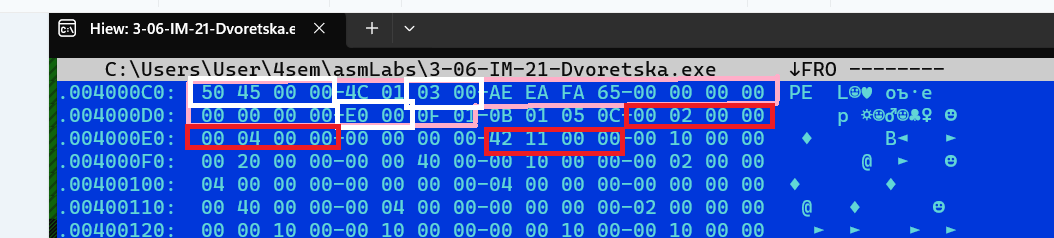 Hiew: 3-06-IM-21-Dvoretska.e
C:\Users\User\4sem\asmLabs\3-06-IM-21-Dvoretska.exe ↓FRO --------
.004000C0: 50 45 00 00-4C 01 03 00-AE EA FA 65-00 00 00 00 PE L☺♥ оъ·e
.004000D0: 00 00 00 00-E0 00 0F 01-0B 01 05 0C-00 02 00 00 р ☼☺♂☺♣♀ ☻
.004000E0: 00 04 00 00-00 00 00 00-42 11 00 00-00 10 00 00 ♦ B◄ ►
.004000F0: 00 20 00 00-00 00 40 00-00 10 00 00-00 02 00 00 @ ► ☻
.00400100: 04 00 00 00-00 00 00 00-04 00 00 00-00 00 00 00 ♦ ♦
.00400110: 00 40 00 00-00 04 00 00-00 00 00 00-02 00 00 00 @ ♦ ☻
.00400120: 00 00 10 00-00 10 00 00-00 00 10 00-00 10 00 00 ► ► ► ►